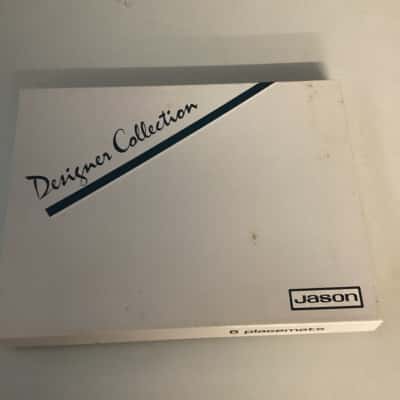 Designer Collection
Jason
6 placemats